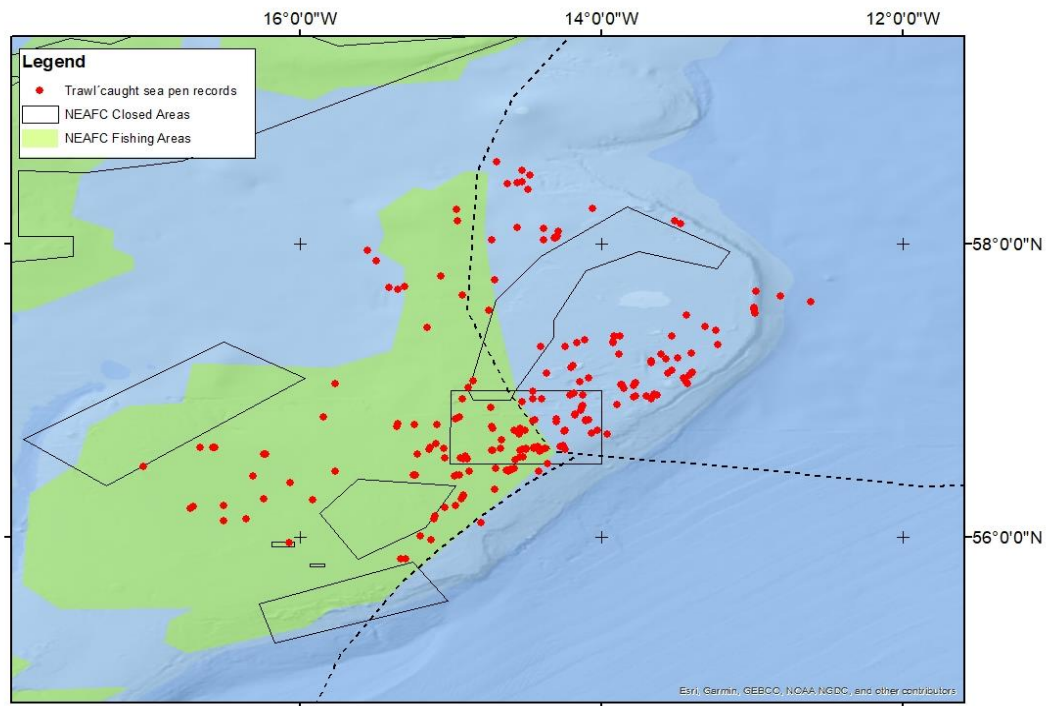 16°0'0"W 14°0'0"W 12°0'0"W
Legend
Trawl caught sea pen records
NEAFC Closed Areas
NEAFC Fishing Areas
58°0'0"N
56°0'0"N
Esri, Garmin, GEBCO, NOAA NGDC, and other contributors